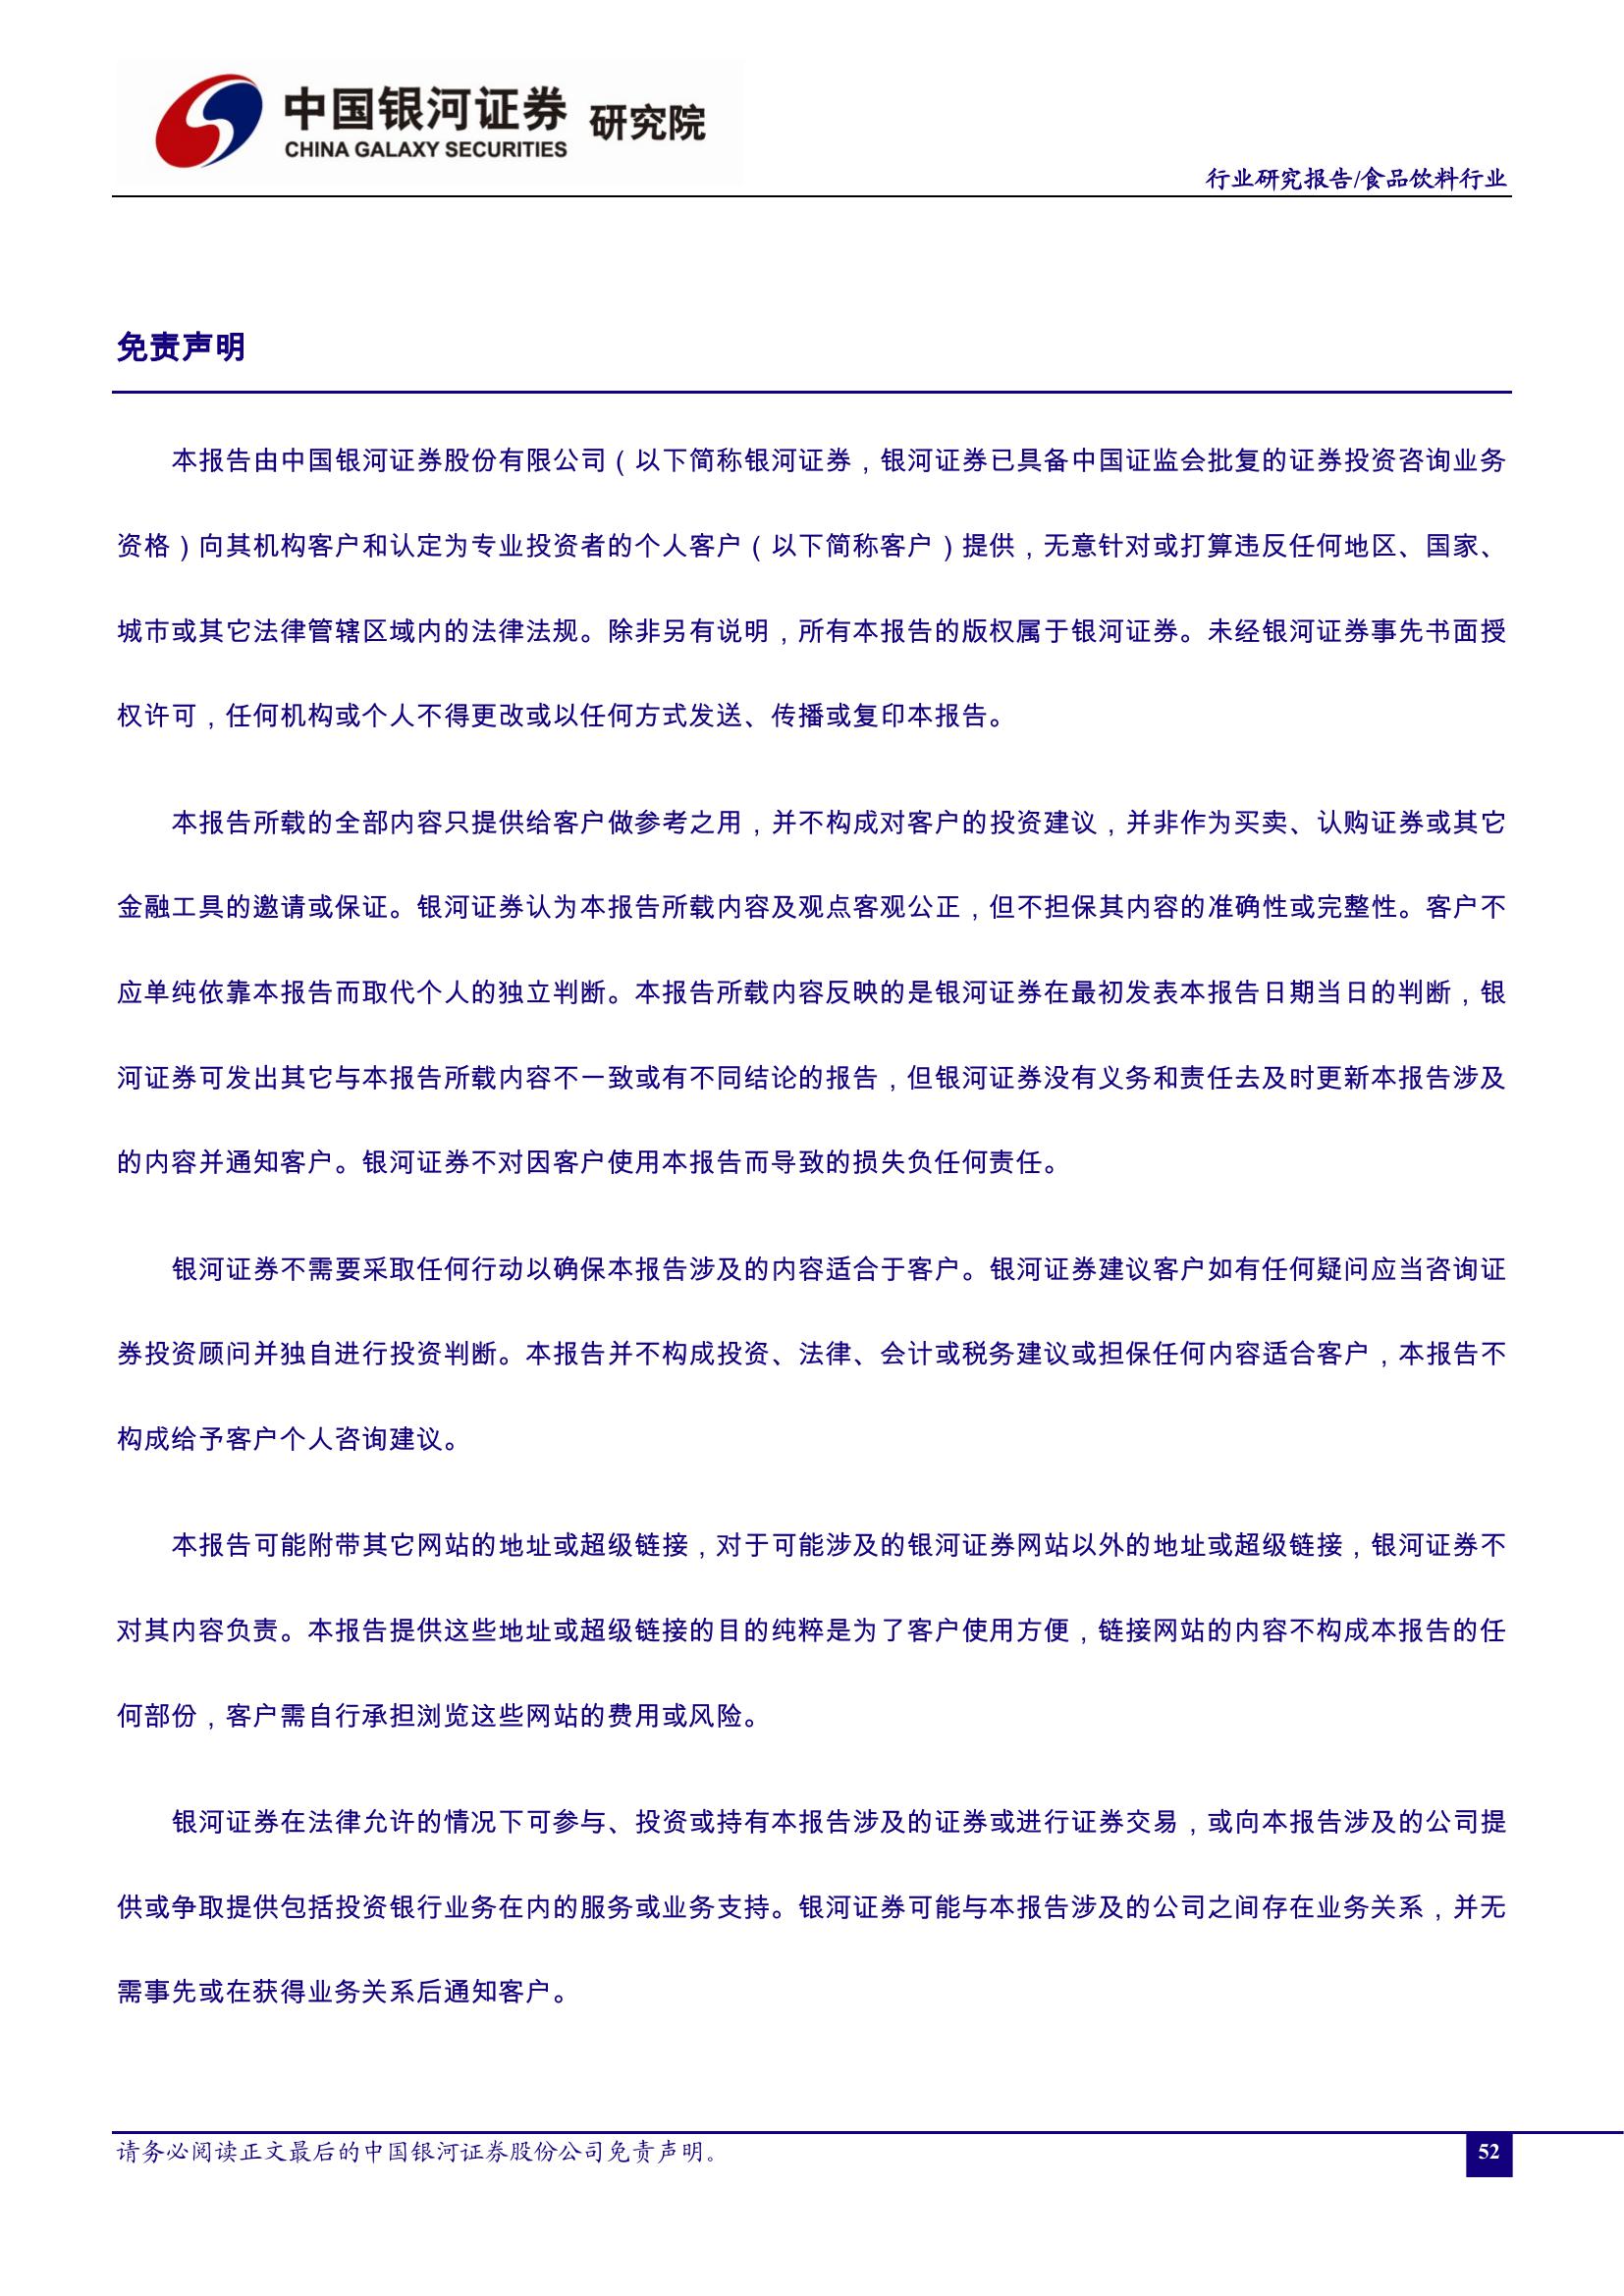 中国银河证券 研究院
CHINA GALAXY SECURITIES
行业研究报告/食品饮料行业
免责声明
本报告由中国银河证券股份有限公司（以下简称银河证券，银河证券已具备中国证监会批复的证券投资咨询业务
资格）向其机构客户和认定为专业投资者的个人客户（以下简称客户）提供，无意针对或打算违反任何地区、国家、
城市或其它法律管辖区域内的法律法规。除非另有说明，所有本报告的版权属于银河证券。未经银河证券事先书面授
权许可，任何机构或个人不得更改或以任何方式发送、传播或复印本报告。
本报告所载的全部内容只提供给客户做参考之用，并不构成对客户的投资建议，并非作为买卖、认购证券或其它
金融工具的邀请或保证。银河证券认为本报告所载内容及观点客观公正，但不担保其内容的准确性或完整性。客户不
应单纯依靠本报告而取代个人的独立判断。本报告所载内容反映的是银河证券在最初发表本报告日期当日的判断，银
河证券可发出其它与本报告所载内容不一致或有不同结论的报告，但银河证券没有义务和责任去及时更新本报告涉及
的内容并通知客户。银河证券不对因客户使用本报告而导致的损失负任何责任。
银河证券不需要采取任何行动以确保本报告涉及的内容适合于客户。银河证券建议客户如有任何疑问应当咨询证
券投资顾问并独自进行投资判断。本报告并不构成投资、法律、会计或税务建议或担保任何内容适合客户，本报告不
构成给予客户个人咨询建议。
本报告可能附带其它网站的地址或超级链接，对于可能涉及的银河证券网站以外的地址或超级链接，银河证券不
对其内容负责。本报告提供这些地址或超级链接的目的纯粹是为了客户使用方便，链接网站的内容不构成本报告的任
何部份，客户需自行承担浏览这些网站的费用或风险。
银河证券在法律允许的情况下可参与、投资或持有本报告涉及的证券或进行证券交易，或向本报告涉及的公司提
供或争取提供包括投资银行业务在内的服务或业务支持。银河证券可能与本报告涉及的公司之间存在业务关系，并无
需事先或在获得业务关系后通知客户。
请务必阅读正文最后的中国银河证券股份公司免责声明。
52